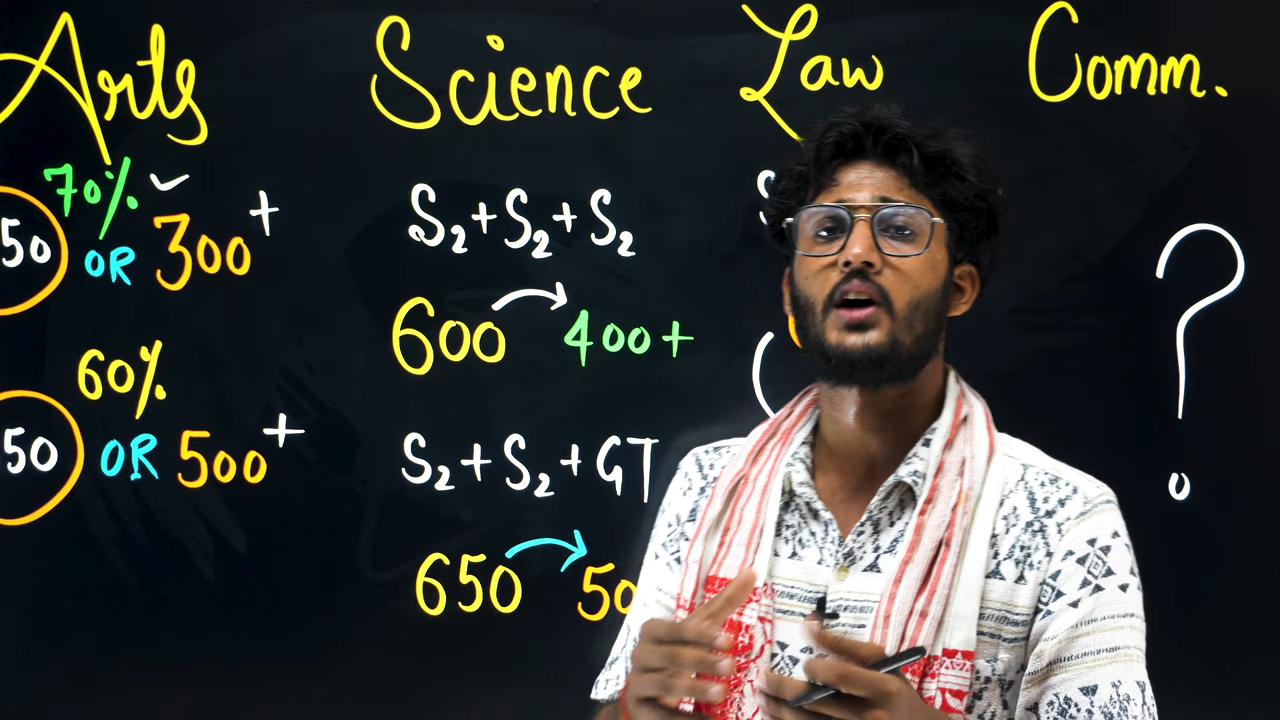 Arts
Science
Law
Comm.
70%
50 OR 300+
60%
50 OR 500+
S2+S2+S2
600 400+
S2+S2+GT
650 50
?